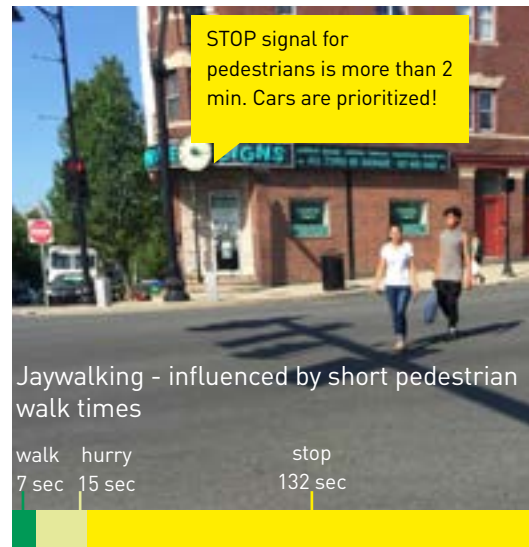 STOP signal for
pedestrians is more than 2
min. Cars are prioritized!
SIGNS
Jaywalking - influenced by short pedestrian
walk times
walk hurry stop
7 sec 15 sec 132 sec